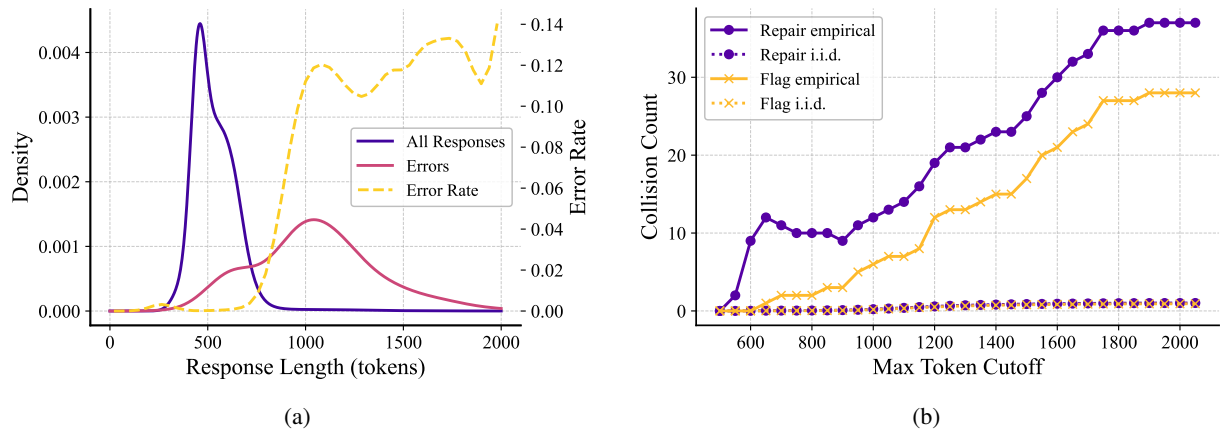 0.004
0.003
0.002
0.001
0.000
Density
0.14
0.12
0.10
0.08
0.06
0.04
0.02
0.00
Error Rate
All Responses
Errors
Error Rate
0
500
1000
1500
2000
Response Length (tokens)
(a)
30
20
10
0
Collision Count
Repair empirical
Repair i.i.d.
Flag empirical
Flag i.i.d.
600
800
1000
1200
1400
1600
1800
2000
Max Token Cutoff
(b)